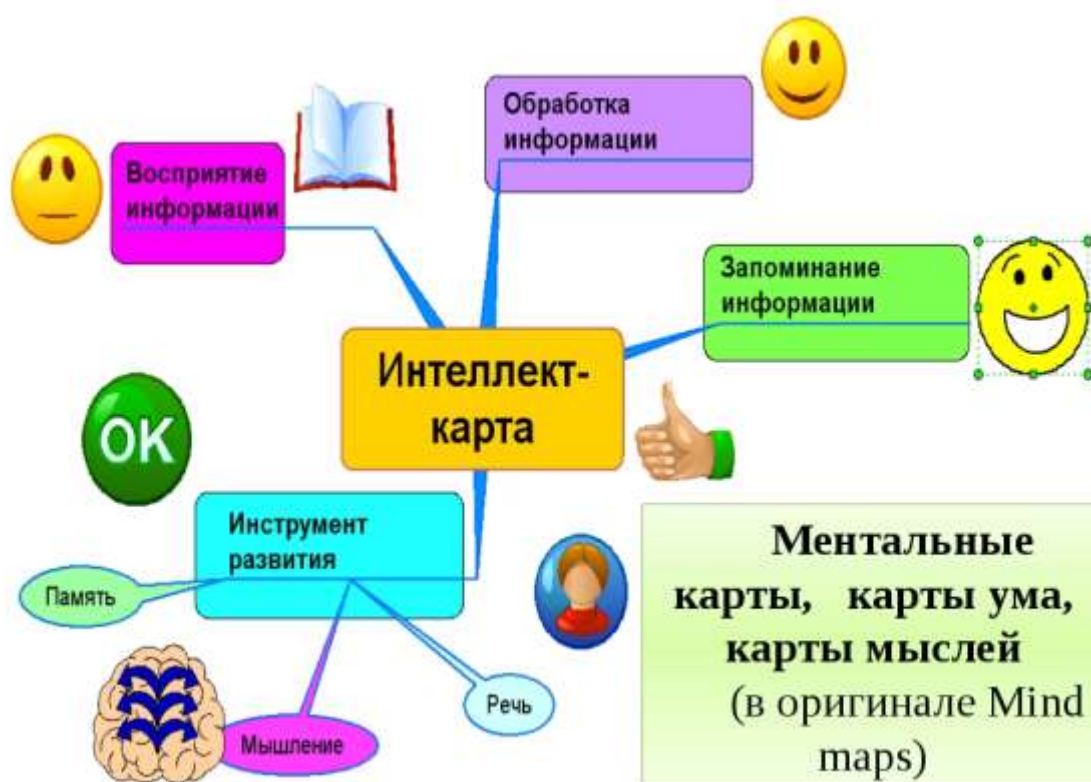 Обработка
информации
Восприятие
информации
Запоминание
информации
Интеллект-
карта
OK
Инструмент
развития
Память
Речь
Мышление
Ментальные
карты, карты ума,
карты мыслей
(в оригинале Mind
maps)